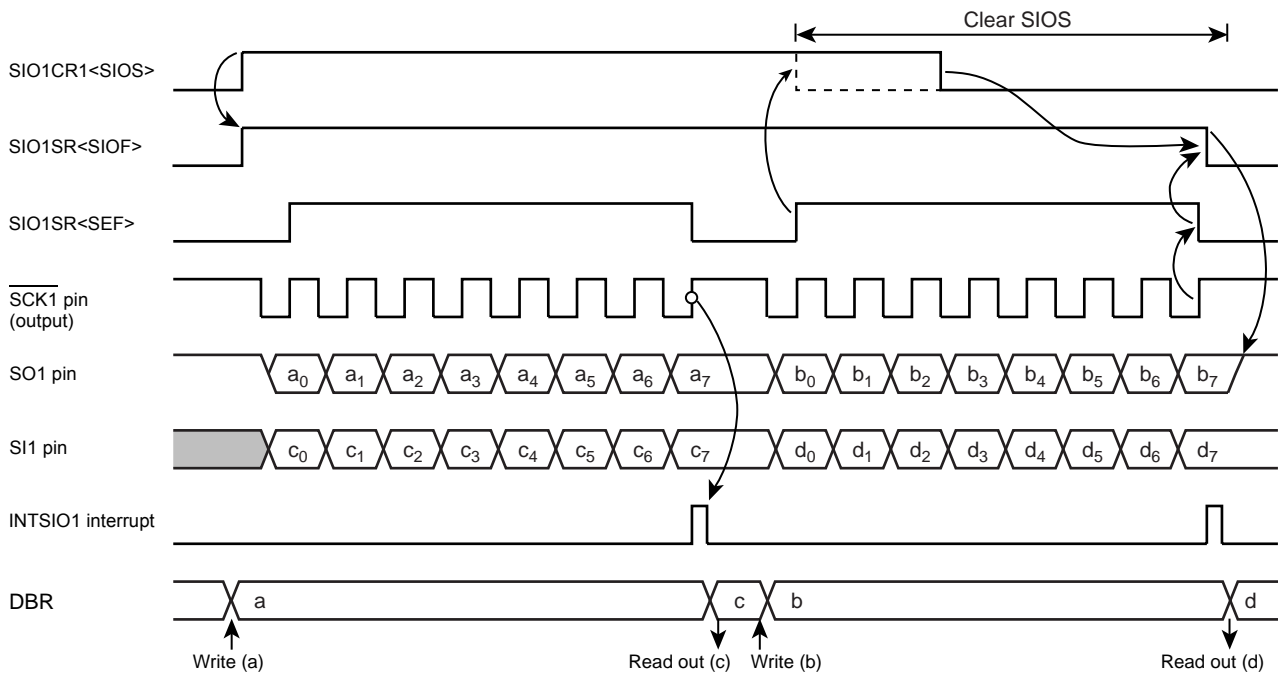 Clear SIOS
SIO1CR1<SIOS>
SIO1SR<SIOF>
SIO1SR<SEF>
SCK1 pin
(output)
SO1 pin a0 a1 a2 a3 a4 a5 a6 a7 b0 b1 b2 b3 b4 b5 b6 b7
SI1 pin c0 c1 c2 c3 c4 c5 c6 c7 d0 d1 d2 d3 d4 d5 d6 d7
INTSIO1 interrupt
DBR a c b d
Write (a) Read out (c) Write (b) Read out (d)